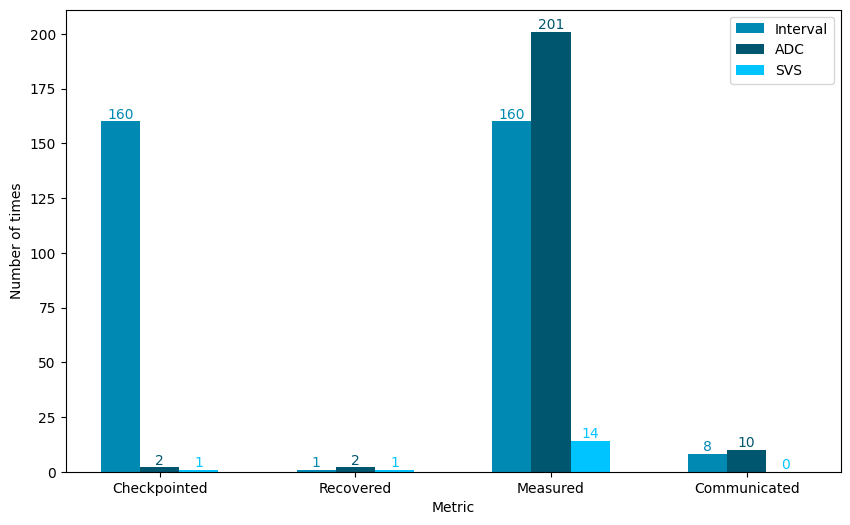 Interval
ADC
SVS
Number of times
200
175
150
125
100
75
50
25
0
160 2 1
1 2 1
160 201 14
8 10 0
Checkpointed Recovered Measured Communicated
Metric